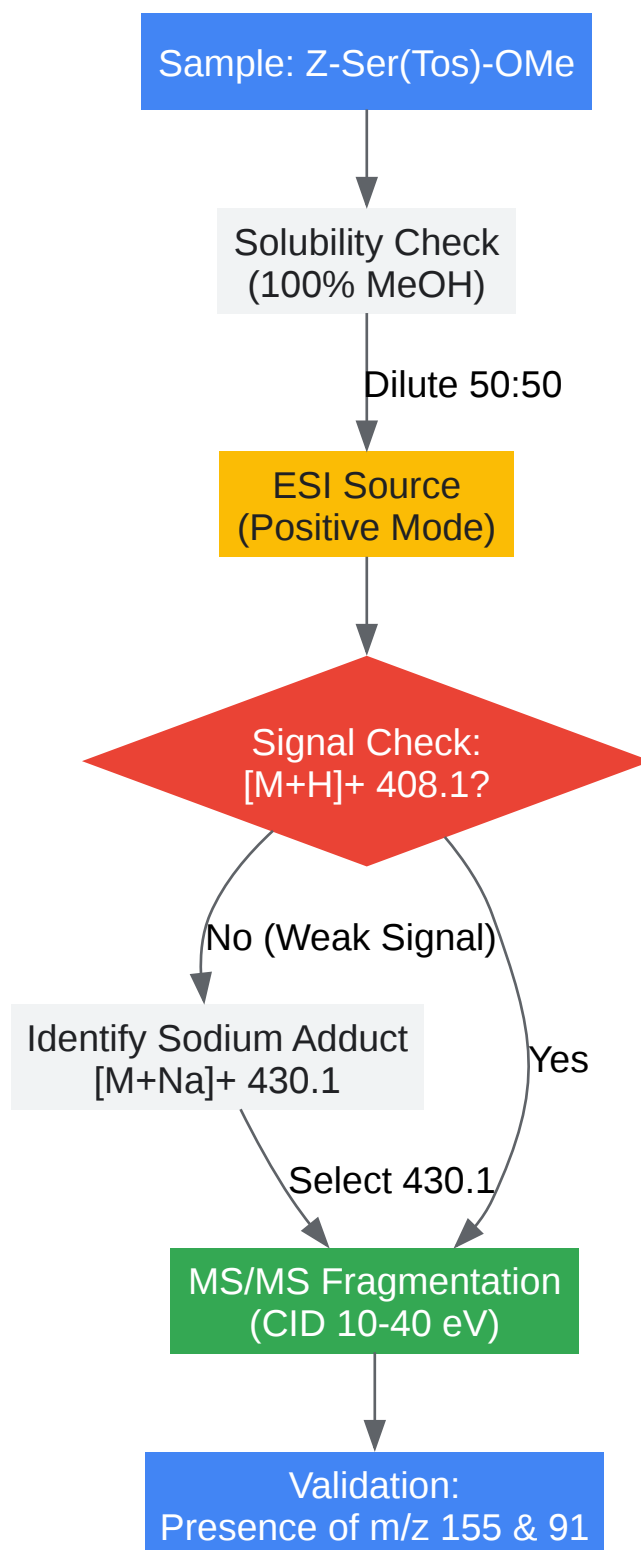 Sample: Z-Ser(Tos)-OMe
Solubility Check
(100% MeOH)
Dilute 50:50
ESI Source
(Positive Mode)
Signal Check:
[M+H]+ 408.1?
No (Weak Signal)
Identify Sodium Adduct
[M+Na]+ 430.1
Yes
Select 430.1
MS/MS Fragmentation
(CID 10-40 eV)
Validation:
Presence of m/z 155 & 91